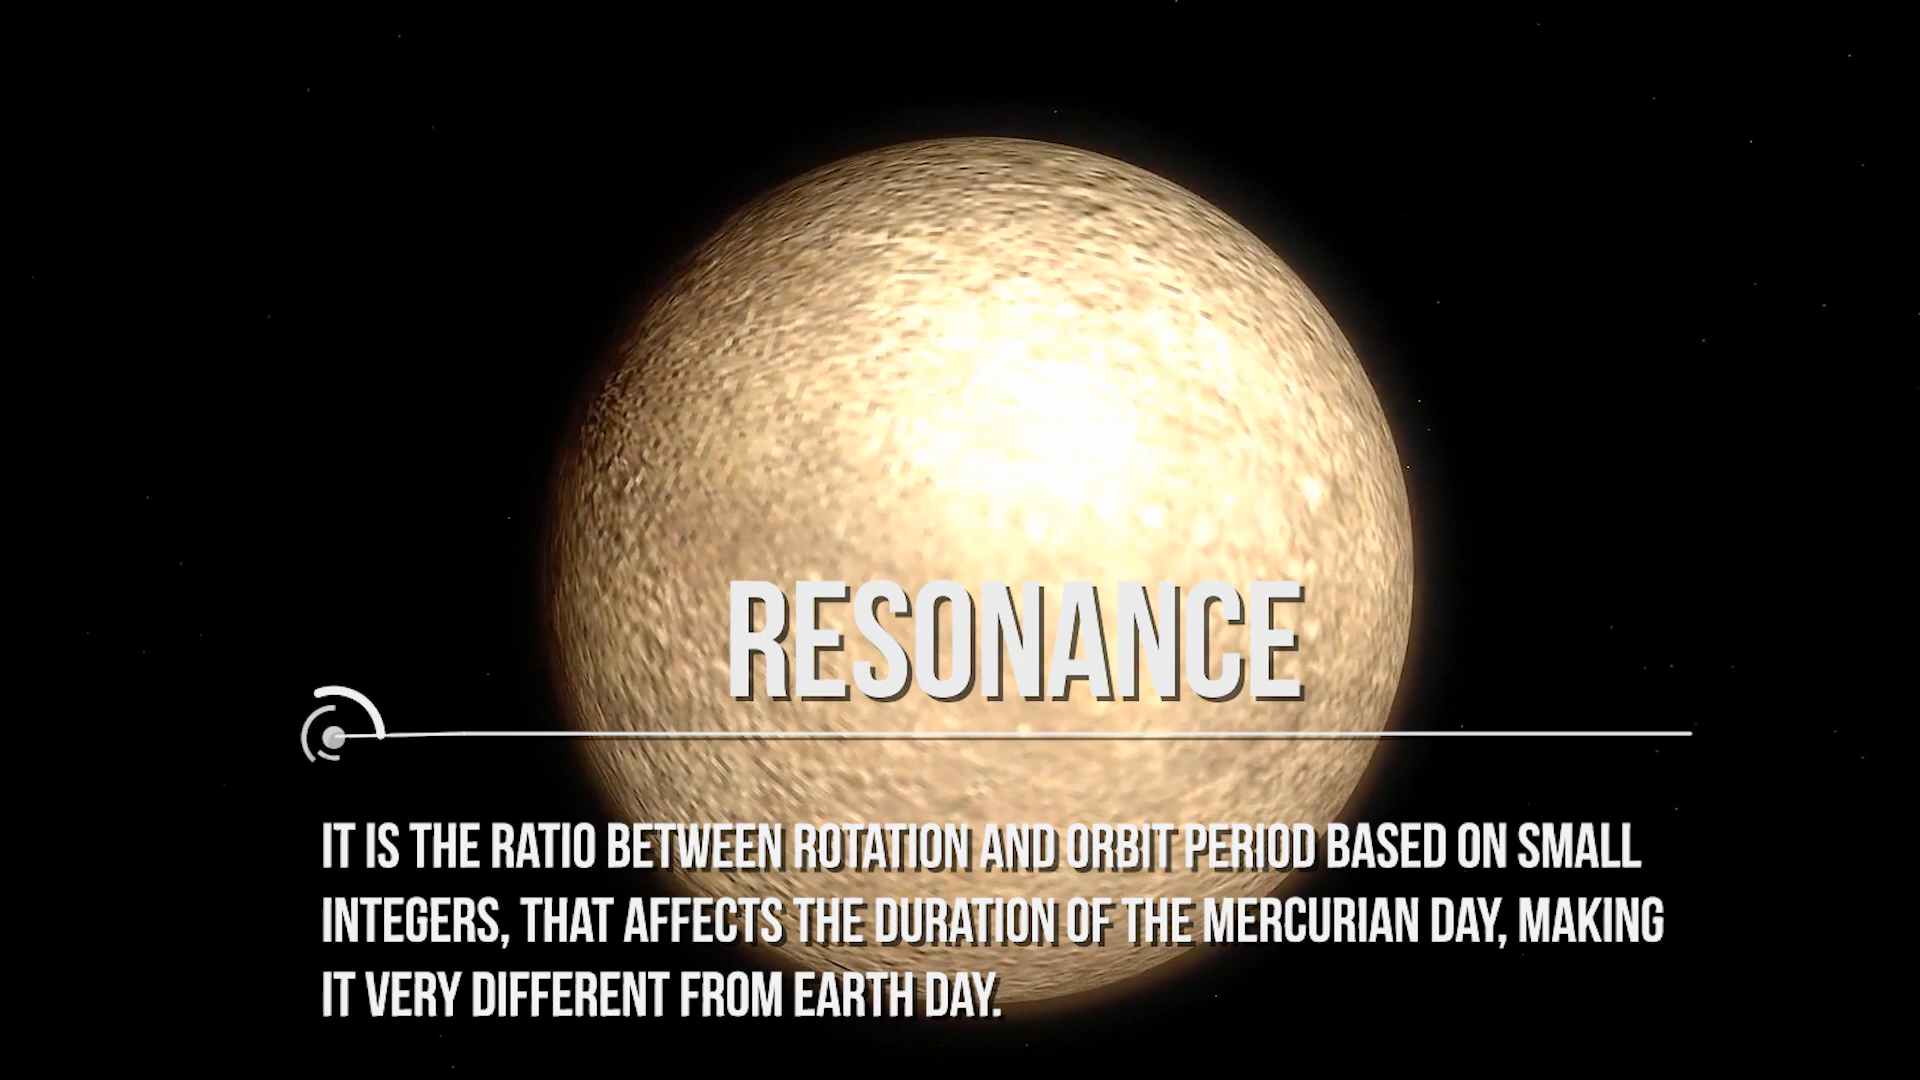 RESONANCE
IT IS THE RATIO BETWEEN ROTATION AND ORBIT PERIOD BASED ON SMALL
INTEGERS, THAT AFFECTS THE DURATION OF THE MERCURIAN DAY, MAKING
IT VERY DIFFERENT FROM EARTH DAY.